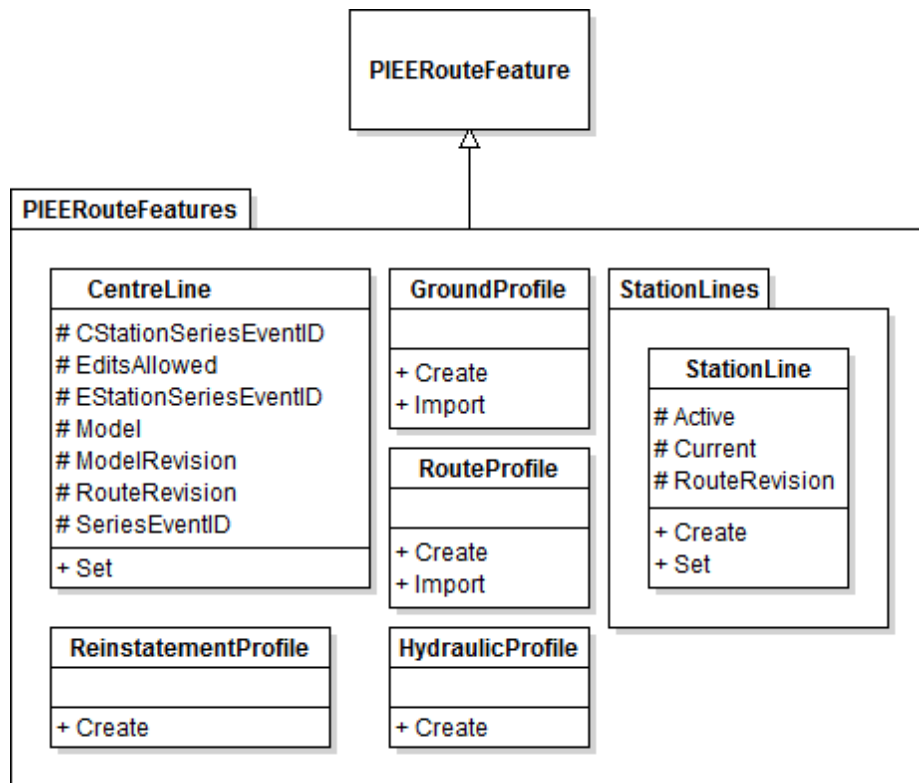 PIEERouteFeature
PIEERouteFeatures
CentreLine
# CStationSeriesEventID
# EditsAllowed
# EStationSeriesEventID
# Model
# ModelRevision
# RouteRevision
# SeriesEventID
+ Set
GroundProfile
+ Create
+ Import
RouteProfile
+ Create
+ Import
StationLines
StationLine
# Active
# Current
# RouteRevision
+ Create
+ Set
ReinstatementProfile
+ Create
HydraulicProfile
+ Create